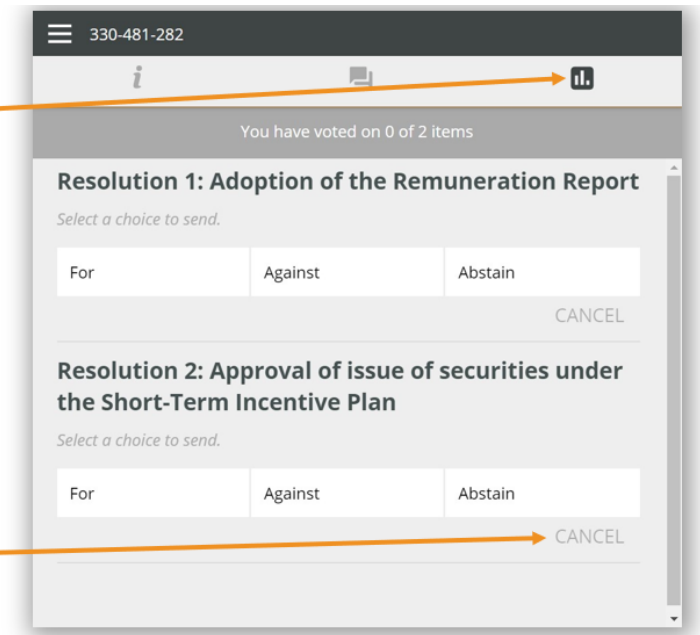 330-481-282
i
You have voted on 0 of 2 items
Resolution 1: Adoption of the Remuneration Report
Select a choice to send.
For Against Abstain
CANCEL
Resolution 2: Approval of issue of securities under
the Short-Term Incentive Plan
Select a choice to send.
For Against Abstain
CANCEL